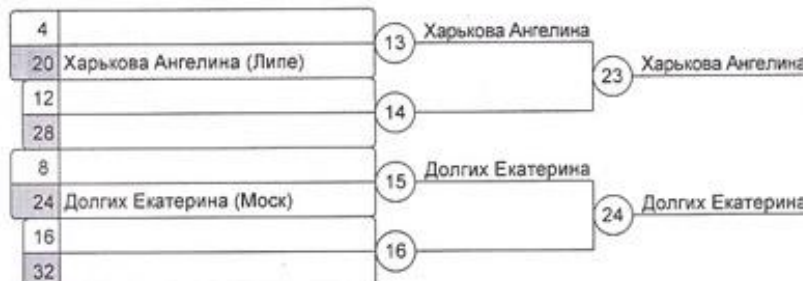 4
13 Харькова Ангелина
20 Харькова Ангелина (Липе)
23 Харькова Ангелина
12
14
28
8
15 Долгих Екатерина
24 Долгих Екатерина (Моск)
24 Долгих Екатерина
16
16
32